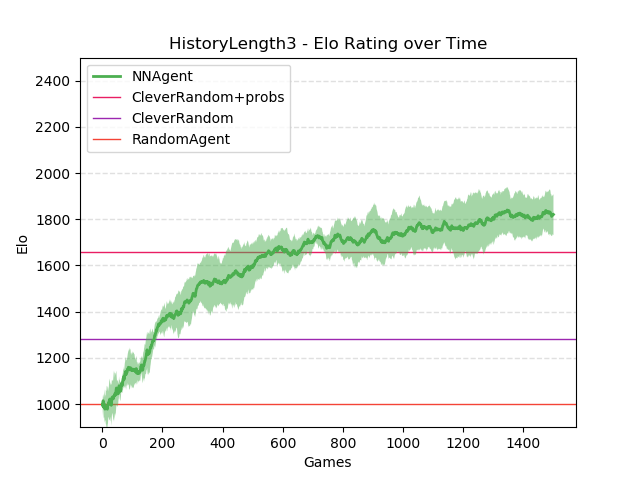 HistoryLength3 - Elo Rating over Time
NNAgent
CleverRandom+probs
CleverRandom
RandomAgent
2400
2200
2000
1800
1600
1400
1200
1000
Elo
0 200 400 600 800 1000 1200 1400
Games